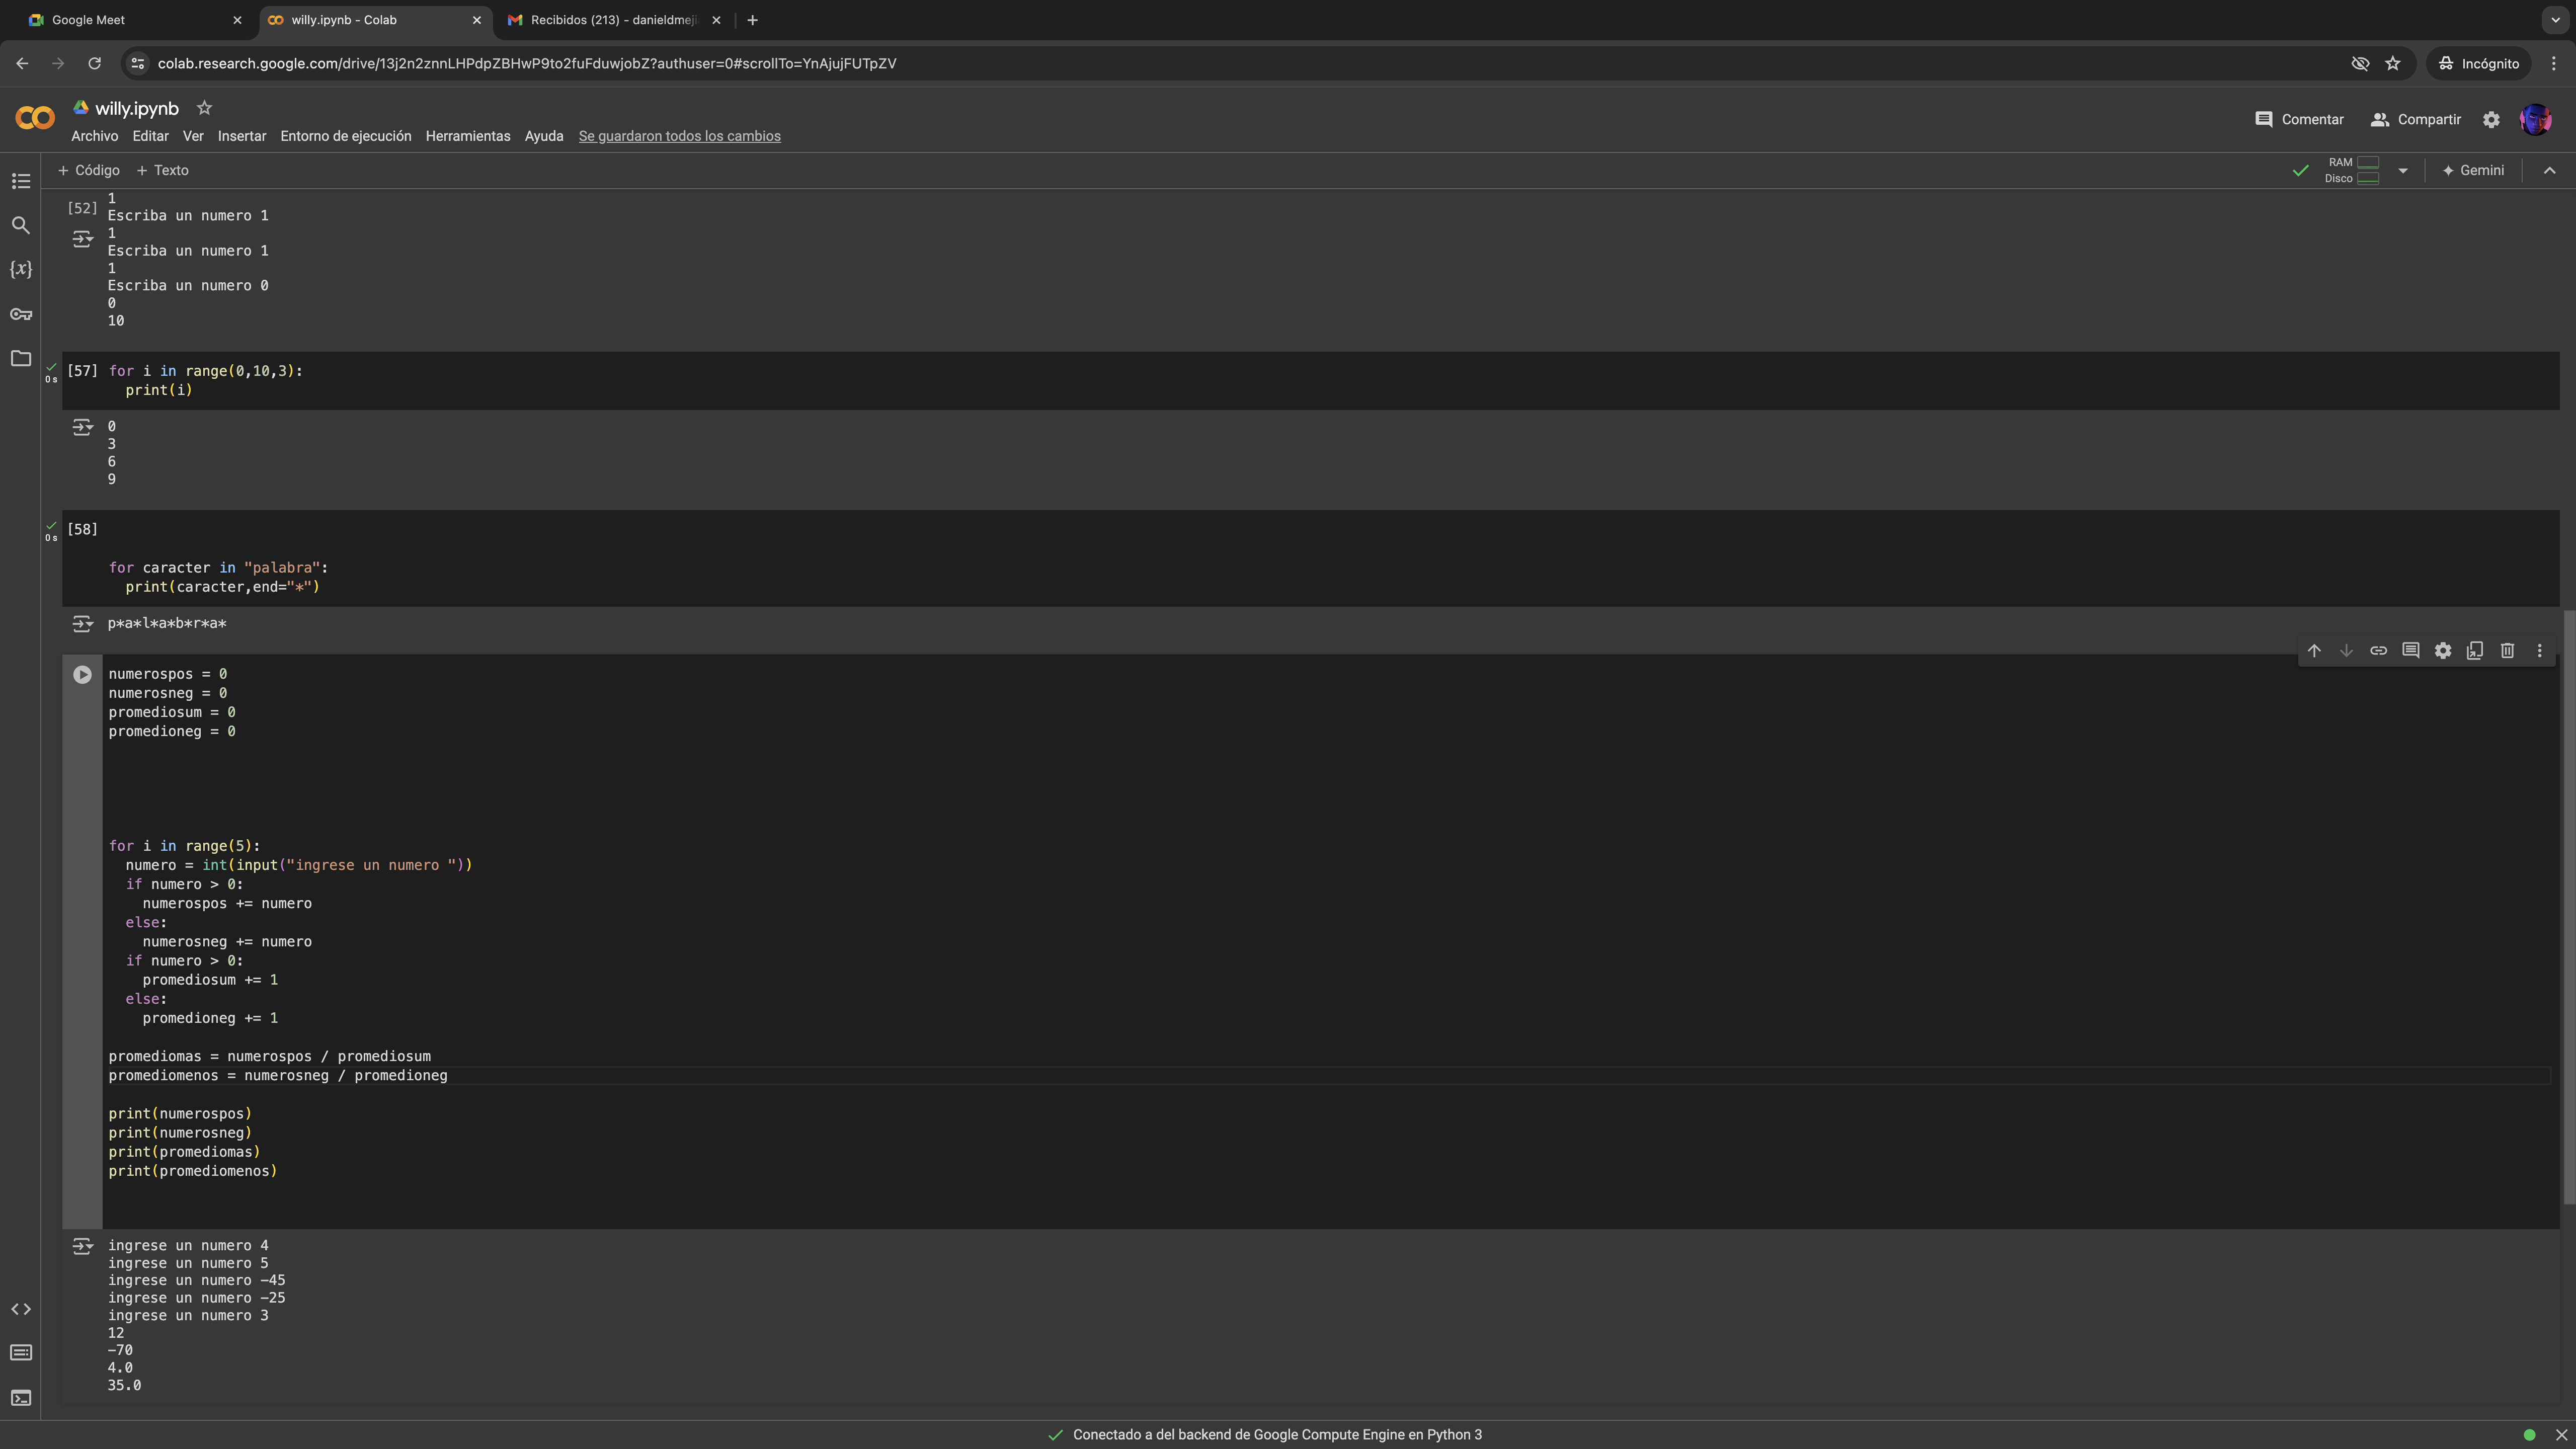 Google Meet
willy.ipynb - Colab
Recibidos (213) - danieldmej
colab.research.google.com/drive/13j2n2znnLHPdpZBHwP9to2fuFduwjobZ?authuser=0#scrollTo=YnAjujFUTpZV
Incógnito
willy.ipynb
Archivo Editar Ver Insertar Entorno de ejecución Herramientas Ayuda Se guardaron todos los cambios
Comentar
Compartir
+ Código + Texto
RAM
Disco
Gemini
1
[52]
Escriba un numero 1
1
Escriba un numero 1
1
Escriba un numero 0
0
10
[57] for i in range(0,10,3):
0 s
print(i)
0
3
6
9
[58]
0 s
for caracter in "palabra":
print(caracter,end="*")
p*a*l*a*b*r*a*
numerospos = 0
numerosneg = 0
promediosum = 0
promedioneg = 0
for i in range(5):
numero = int(input("ingrese un numero "))
if numero > 0:
numerospos += numero
else:
numerosneg += numero
if numero > 0:
promediosum += 1
else:
promedioneg += 1
promediomas = numerospos / promediosum
promediomenos = numerosneg / promedioneg
print(numerospos)
print(numerosneg)
print(promediomas)
print(promediomenos)
ingrese un numero 4
ingrese un numero 5
ingrese un numero -45
ingrese un numero -25
ingrese un numero 3
12
-70
4.0
35.0
Conectado a del backend de Google Compute Engine en Python 3